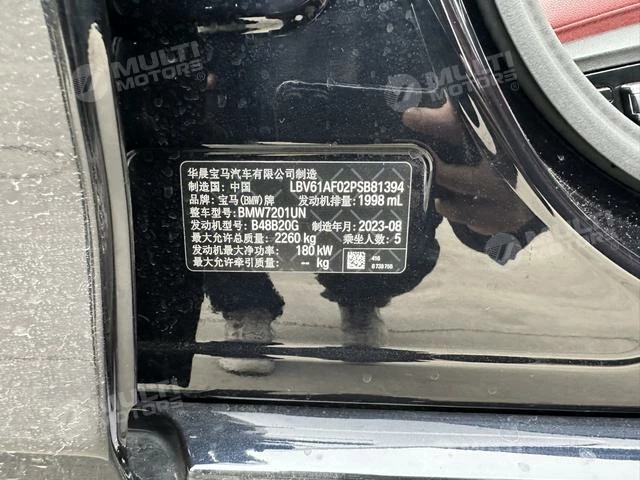 MULTI MOTORS®
MULTI MOTORS®
华晨宝马汽车有限公司制造
制造国：中国 LBV61AF02PSB81394
品牌：宝马(BMW)牌 发动机排量：1998 mL
整车型号：BMW7201UN
发动机型号：B48B20G 制造年月：2023-08
最大允许总质量：2260 kg 乘坐人数：5
发动机最大净功率： 180 kW
最大允许牵引质量： -- kg
MULTI MOTORS®
MULTI MOTORS®